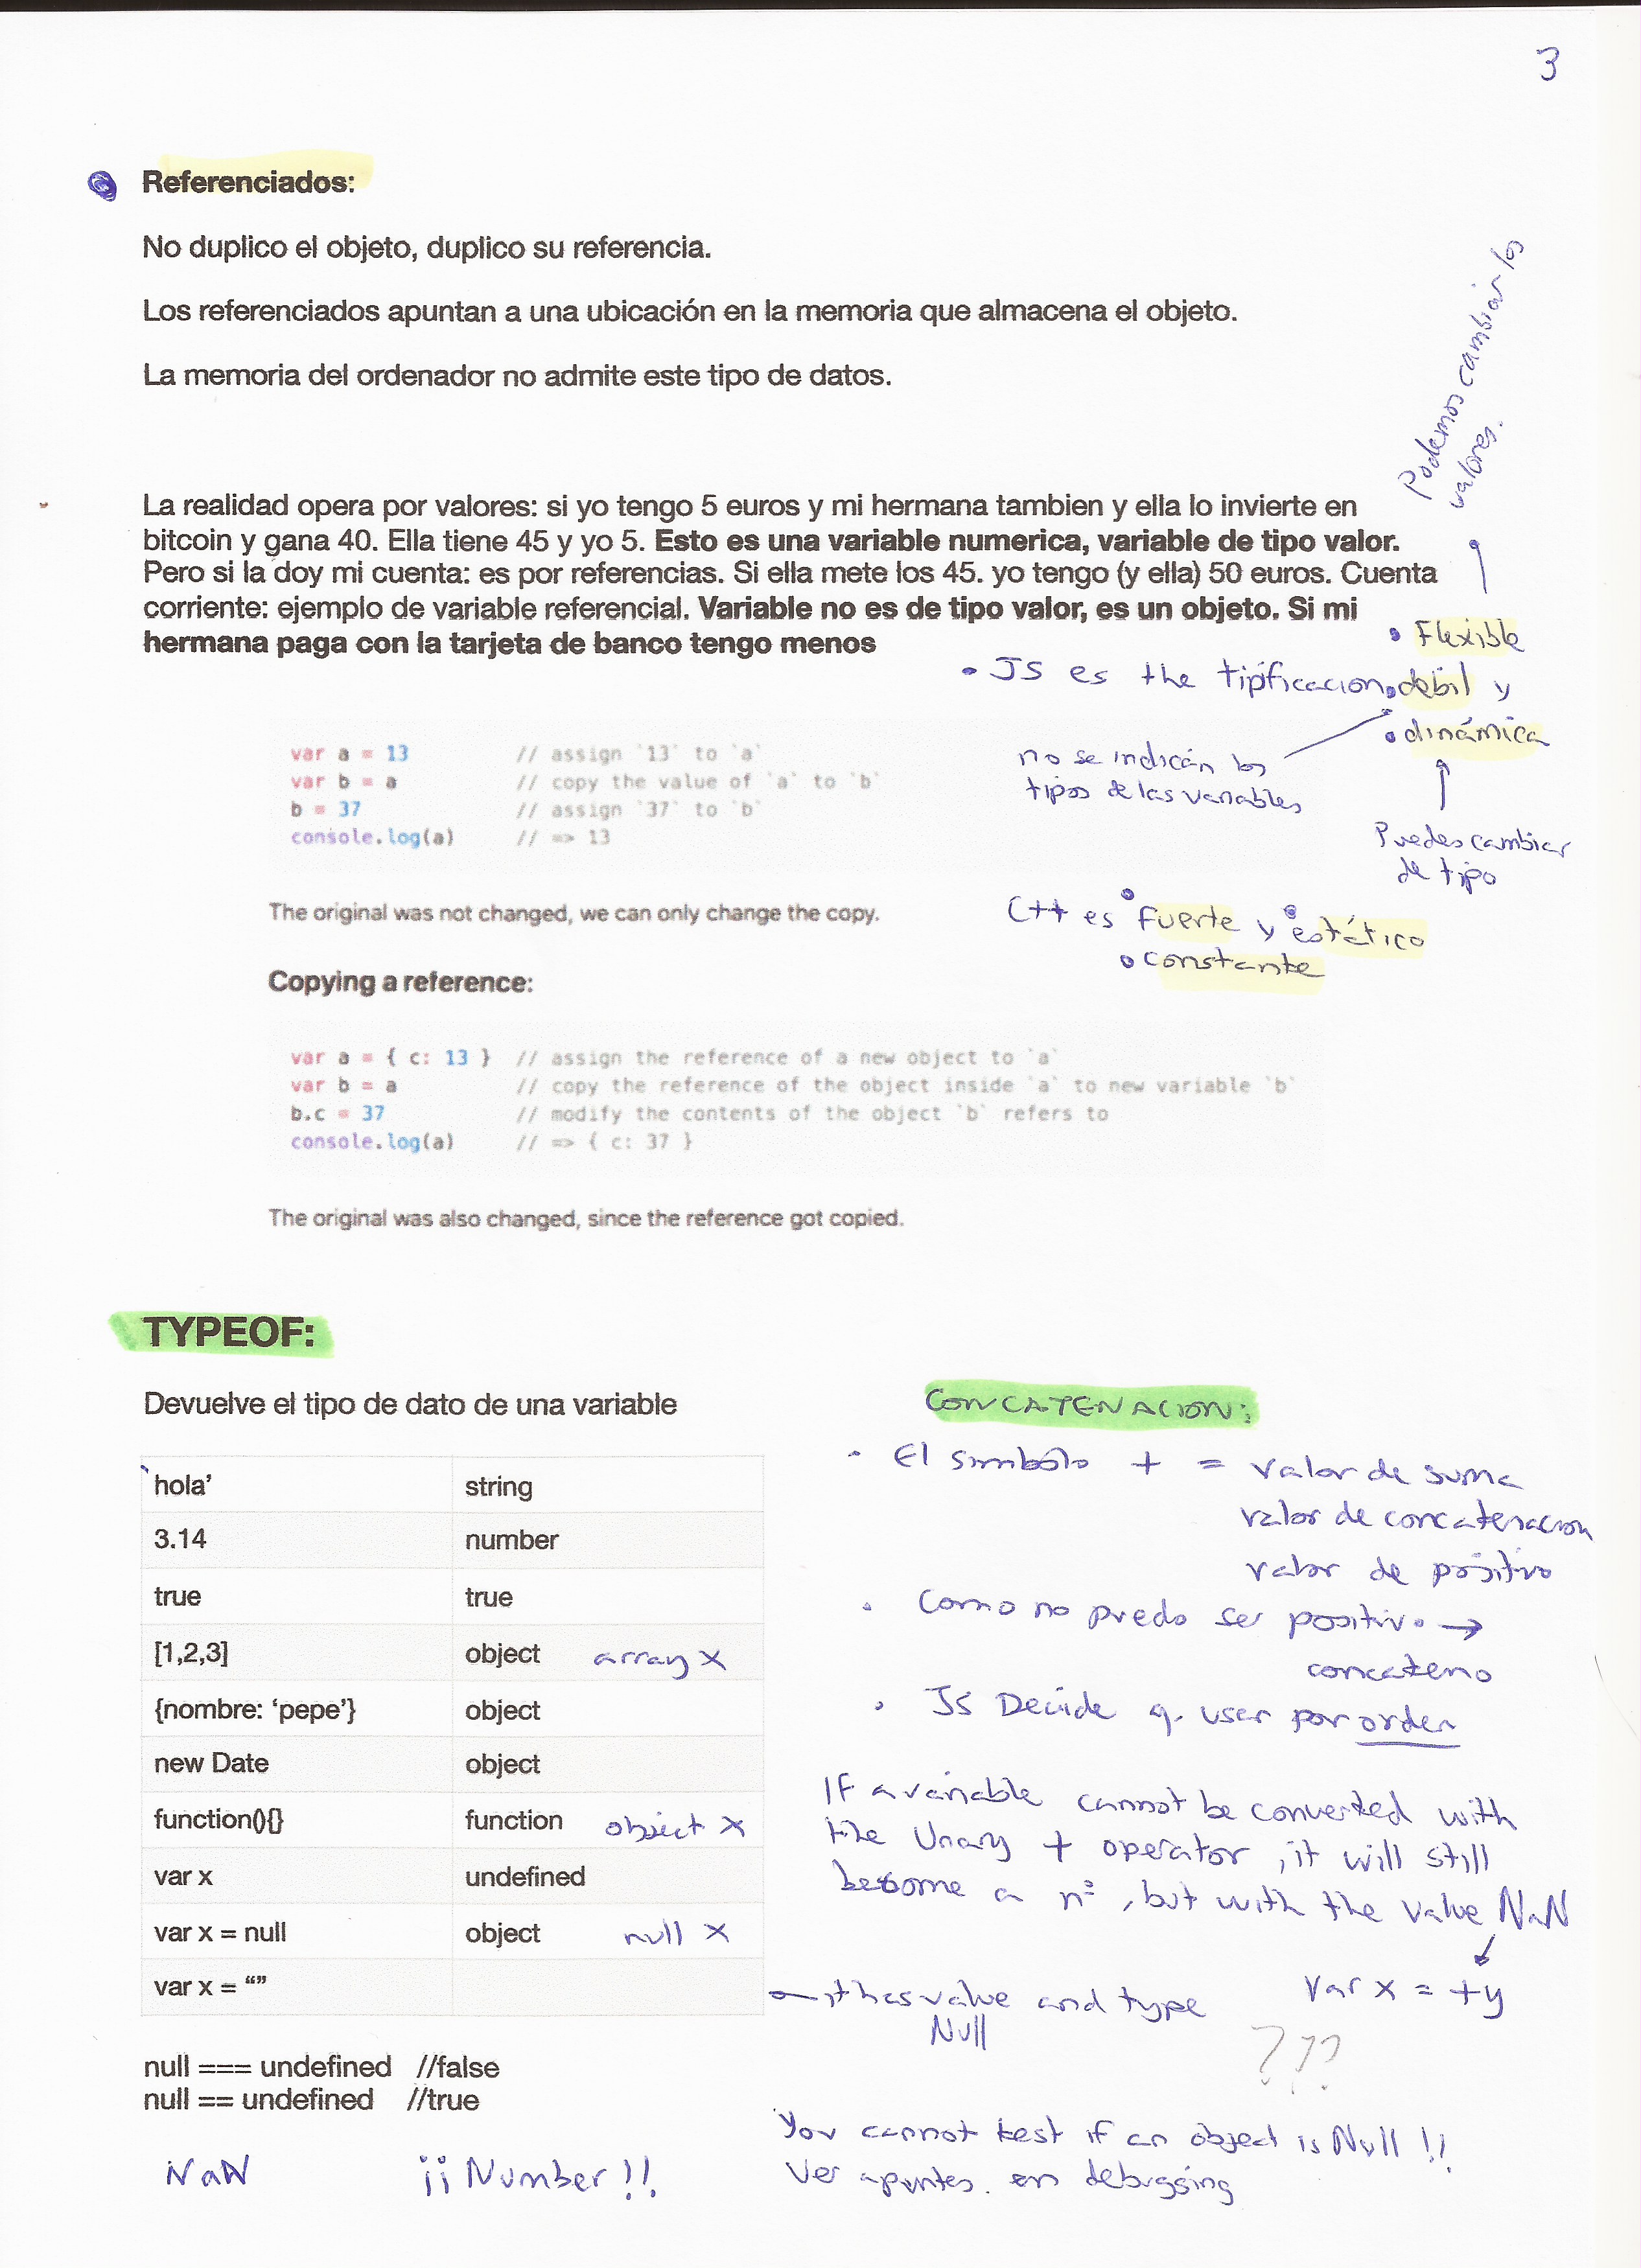 3
Referenciados:
No duplico el objeto, duplico su referencia.
Los referenciados apuntan a una ubicación en la memoria que almacena el objeto.
La memoria del ordenador no admite este tipo de datos.
Podemos cambiar los
valores.
La realidad opera por valores: si yo tengo 5 euros y mi hermana tambien y ella lo invierte en
bitcoin y gana 40. Ella tiene 45 y yo 5. Esto es una variable numerica, variable de tipo valor.
Pero si la doy mi cuenta: es por referencias. Si ella mete los 45. yo tengo (y ella) 50 euros. Cuenta
corriente: ejemplo de variable referencial. Variable no es de tipo valor, es un objeto. Si mi
hermana paga con la tarjeta de banco tengo menos
• Flexible
• JS es the tipificacion • débil y
• dinámica
no se indicán los
tipos de las variables
Puedes cambiar
de tipo
var a = 13 // assign `13` to `a`
var b = a // copy the value of `a` to `b`
b = 37 // assign `37` to `b`
console.log(a) // => 13
The original was not changed, we can only change the copy.
C++ es • fuerte y • estático
• constante
Copying a reference:
var a = { c: 13 } // assign the reference of a new object to `a`
var b = a // copy the reference of the object inside `a` to new variable `b`
b.c = 37 // modify the contents of the object `b` refers to
console.log(a) // => { c: 37 }
The original was also changed, since the reference got copied.
TYPEOF:
Devuelve el tipo de dato de una variable
‘hola’ string
3.14 number
true true
[1,2,3] object array x
{nombre: ‘pepe’} object
new Date object
function(){} function object x
var x undefined
var x = null object null x
var x = “”
it has value and type
Null
null === undefined //false
null == undefined //true
NaN ¡¡Number!!
CONCATENACION:
• El simbólo + = valor de suma
valor de concatenacion
valor de positivo
• Como no puedo ser positivo →
concateno
• JS Decide q. usar por orden
If a variable cannot be converted with
the Unary + operator, it will still
become a nº, but with the value NaN
var x = +y
???
You cannot test if an object is Null!!
Ver apuntes en debugging